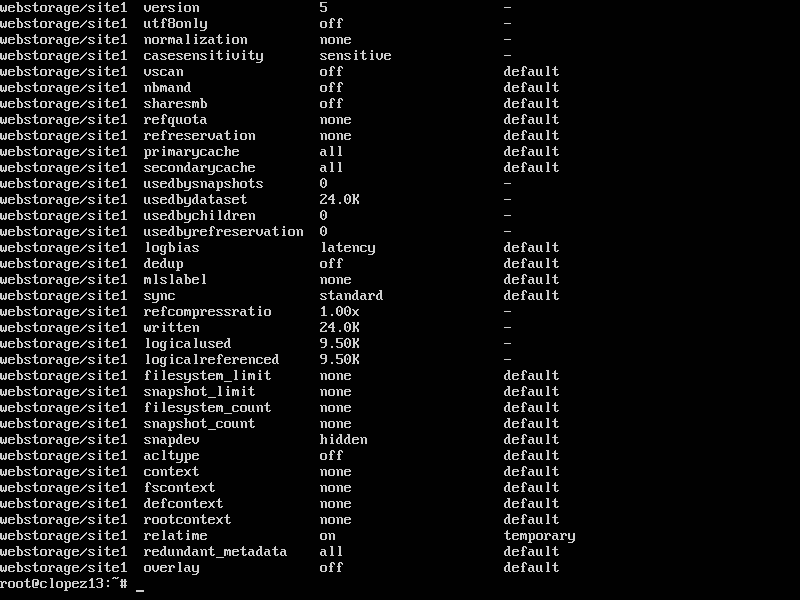 webstorage/site1  version               5                      -
webstorage/site1  utf8only              off                    -
webstorage/site1  normalization         none                   -
webstorage/site1  casesensitivity       sensitive              -
webstorage/site1  vscan                 off                    default
webstorage/site1  nbmand                off                    default
webstorage/site1  sharesmb              off                    default
webstorage/site1  refquota              none                   default
webstorage/site1  refreservation        none                   default
webstorage/site1  primarycache          all                    default
webstorage/site1  secondarycache        all                    default
webstorage/site1  usedbysnapshots       0                      -
webstorage/site1  usedbydataset         24.0K                  -
webstorage/site1  usedbychildren        0                      -
webstorage/site1  usedbyrefreservation  0                      -
webstorage/site1  logbias               latency                default
webstorage/site1  dedup                 off                    default
webstorage/site1  mlslabel              none                   default
webstorage/site1  sync                  standard               default
webstorage/site1  refcompressratio      1.00x                  -
webstorage/site1  written               24.0K                  -
webstorage/site1  logicalused           9.50K                  -
webstorage/site1  logicalreferenced     9.50K                  -
webstorage/site1  filesystem_limit      none                   default
webstorage/site1  snapshot_limit        none                   default
webstorage/site1  filesystem_count      none                   default
webstorage/site1  snapshot_count        none                   default
webstorage/site1  snapdev               hidden                 default
webstorage/site1  acltype               off                    default
webstorage/site1  context               none                   default
webstorage/site1  fscontext             none                   default
webstorage/site1  defcontext            none                   default
webstorage/site1  rootcontext           none                   default
webstorage/site1  relatime              on                     temporary
webstorage/site1  redundant_metadata    all                    default
webstorage/site1  overlay               off                    default
root@clopez13:~# _